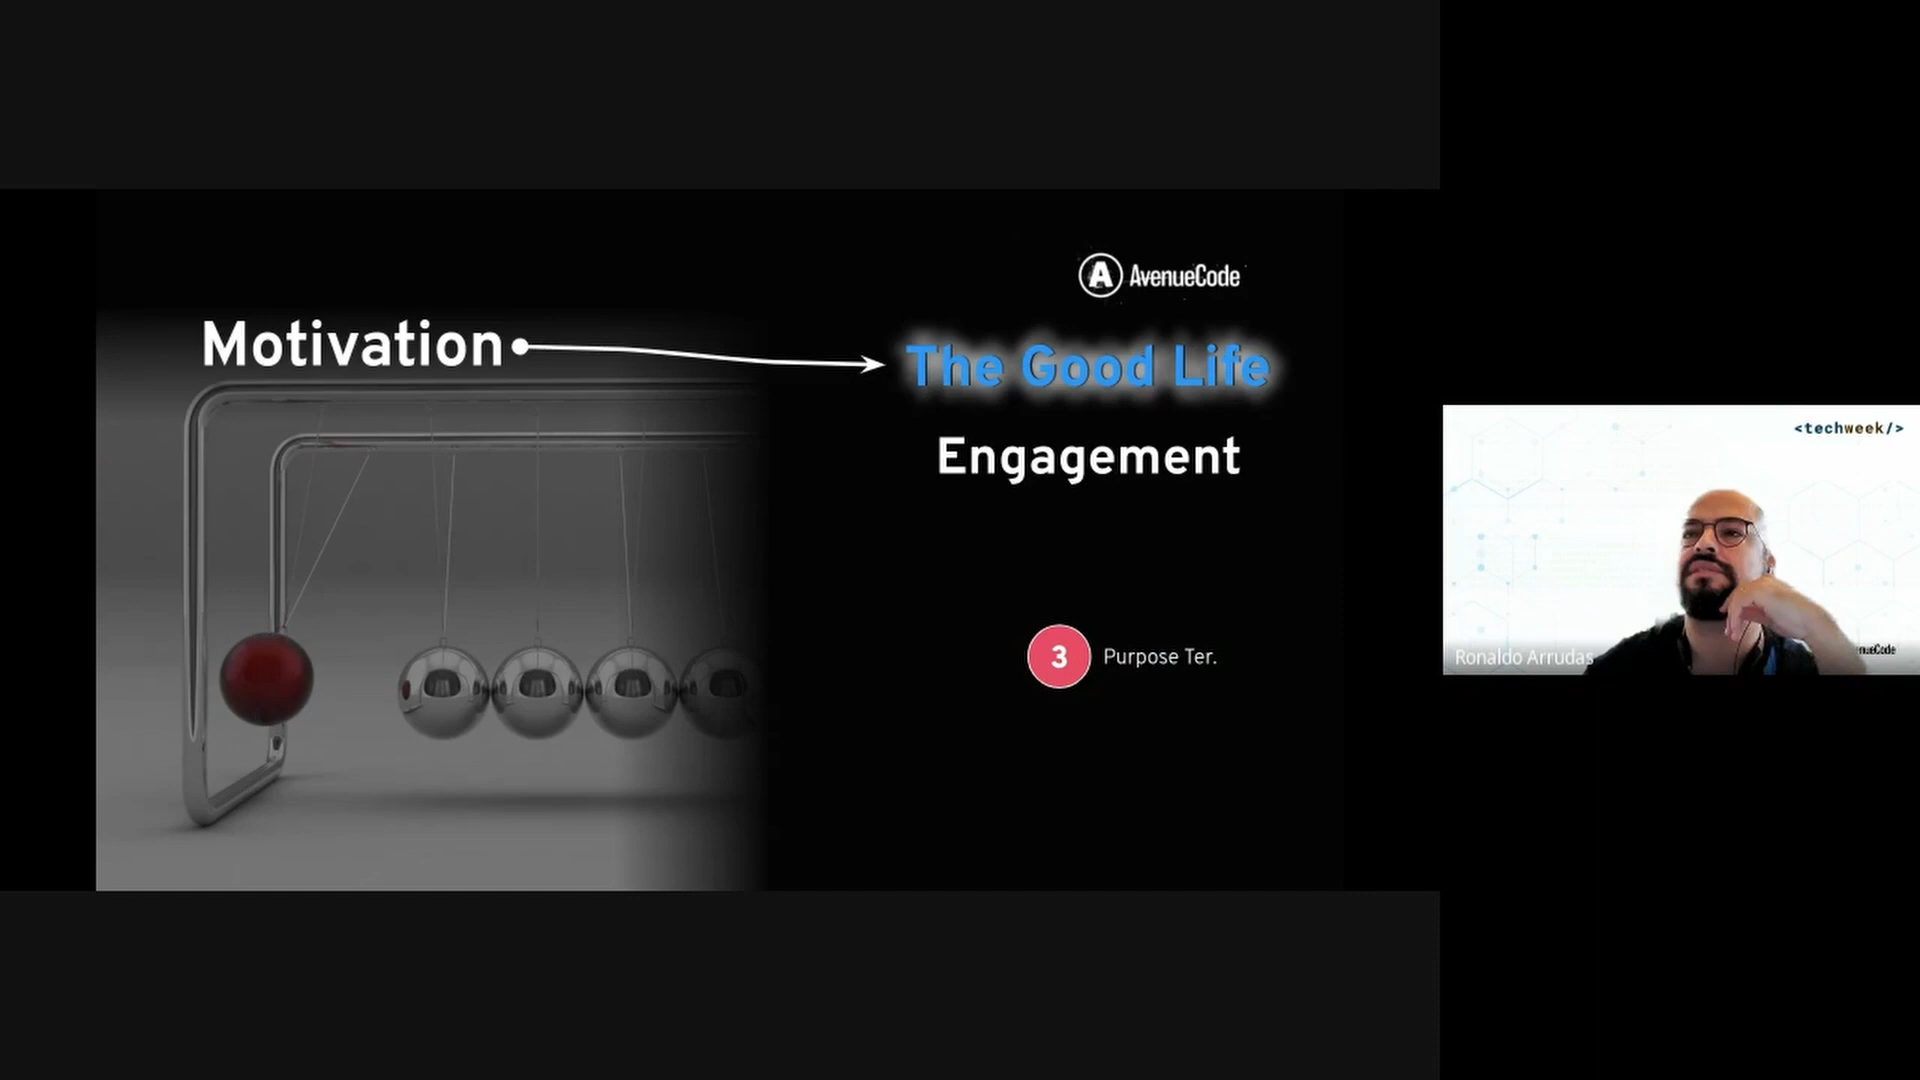 AvenueCode
Motivation
The Good Life
Engagement
3 Purpose Ter.
<techweek/>
Ronaldo Arrudas